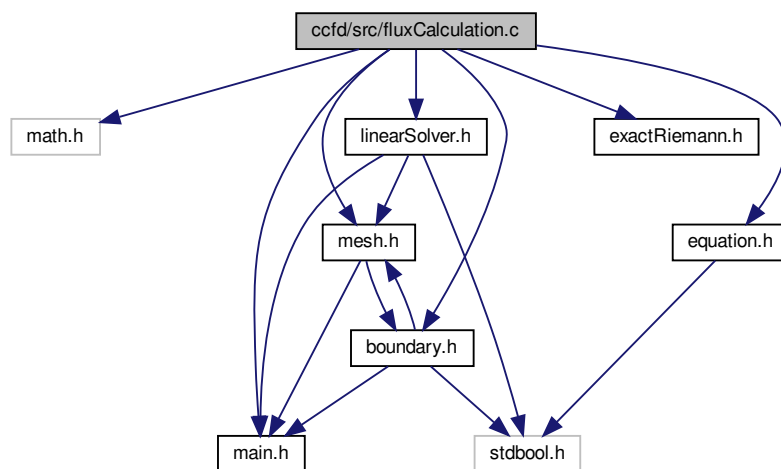 ccfd/src/fluxCalculation.c
math.h
linearSolver.h
exactRiemann.h
mesh.h
equation.h
boundary.h
main.h
stdbool.h